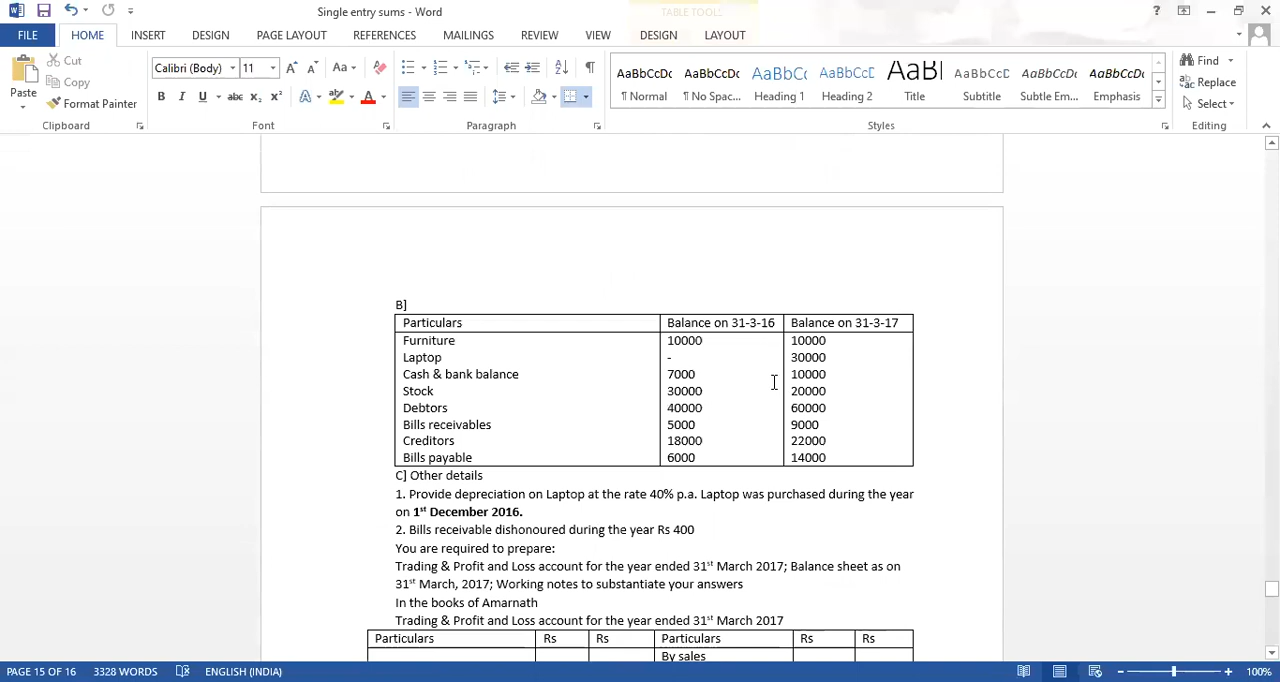 Single entry sums - Word
TABLE TOOLS
FILE HOME INSERT DESIGN PAGE LAYOUT REFERENCES MAILINGS REVIEW VIEW DESIGN LAYOUT
Paste
Cut
Copy
Format Painter
Clipboard
Calibri (Body) 11
Font
Paragraph
AaBbCcDc AaBbCcDc AaBbCc AaBbCcD AaBI AaBbCcD AaBbCcDc AaBbCcDc
¶ Normal ¶ No Spac... Heading 1 Heading 2 Title Subtitle Subtle Em... Emphasis
Styles
Find
Replace
Select
Editing
B]
Particulars Balance on 31-3-16 Balance on 31-3-17
Furniture 10000 10000
Laptop - 30000
Cash & bank balance 7000 10000
Stock 30000 20000
Debtors 40000 60000
Bills receivables 5000 9000
Creditors 18000 22000
Bills payable 6000 14000
C] Other details
1. Provide depreciation on Laptop at the rate 40% p.a. Laptop was purchased during the year
on 1st December 2016.
2. Bills receivable dishonoured during the year Rs 400
You are required to prepare:
Trading & Profit and Loss account for the year ended 31st March 2017; Balance sheet as on
31st March, 2017; Working notes to substantiate your answers
In the books of Amarnath
Trading & Profit and Loss account for the year ended 31st March 2017
Particulars Rs Rs Particulars Rs Rs
By sales
PAGE 15 OF 16 3328 WORDS ENGLISH (INDIA) 100%